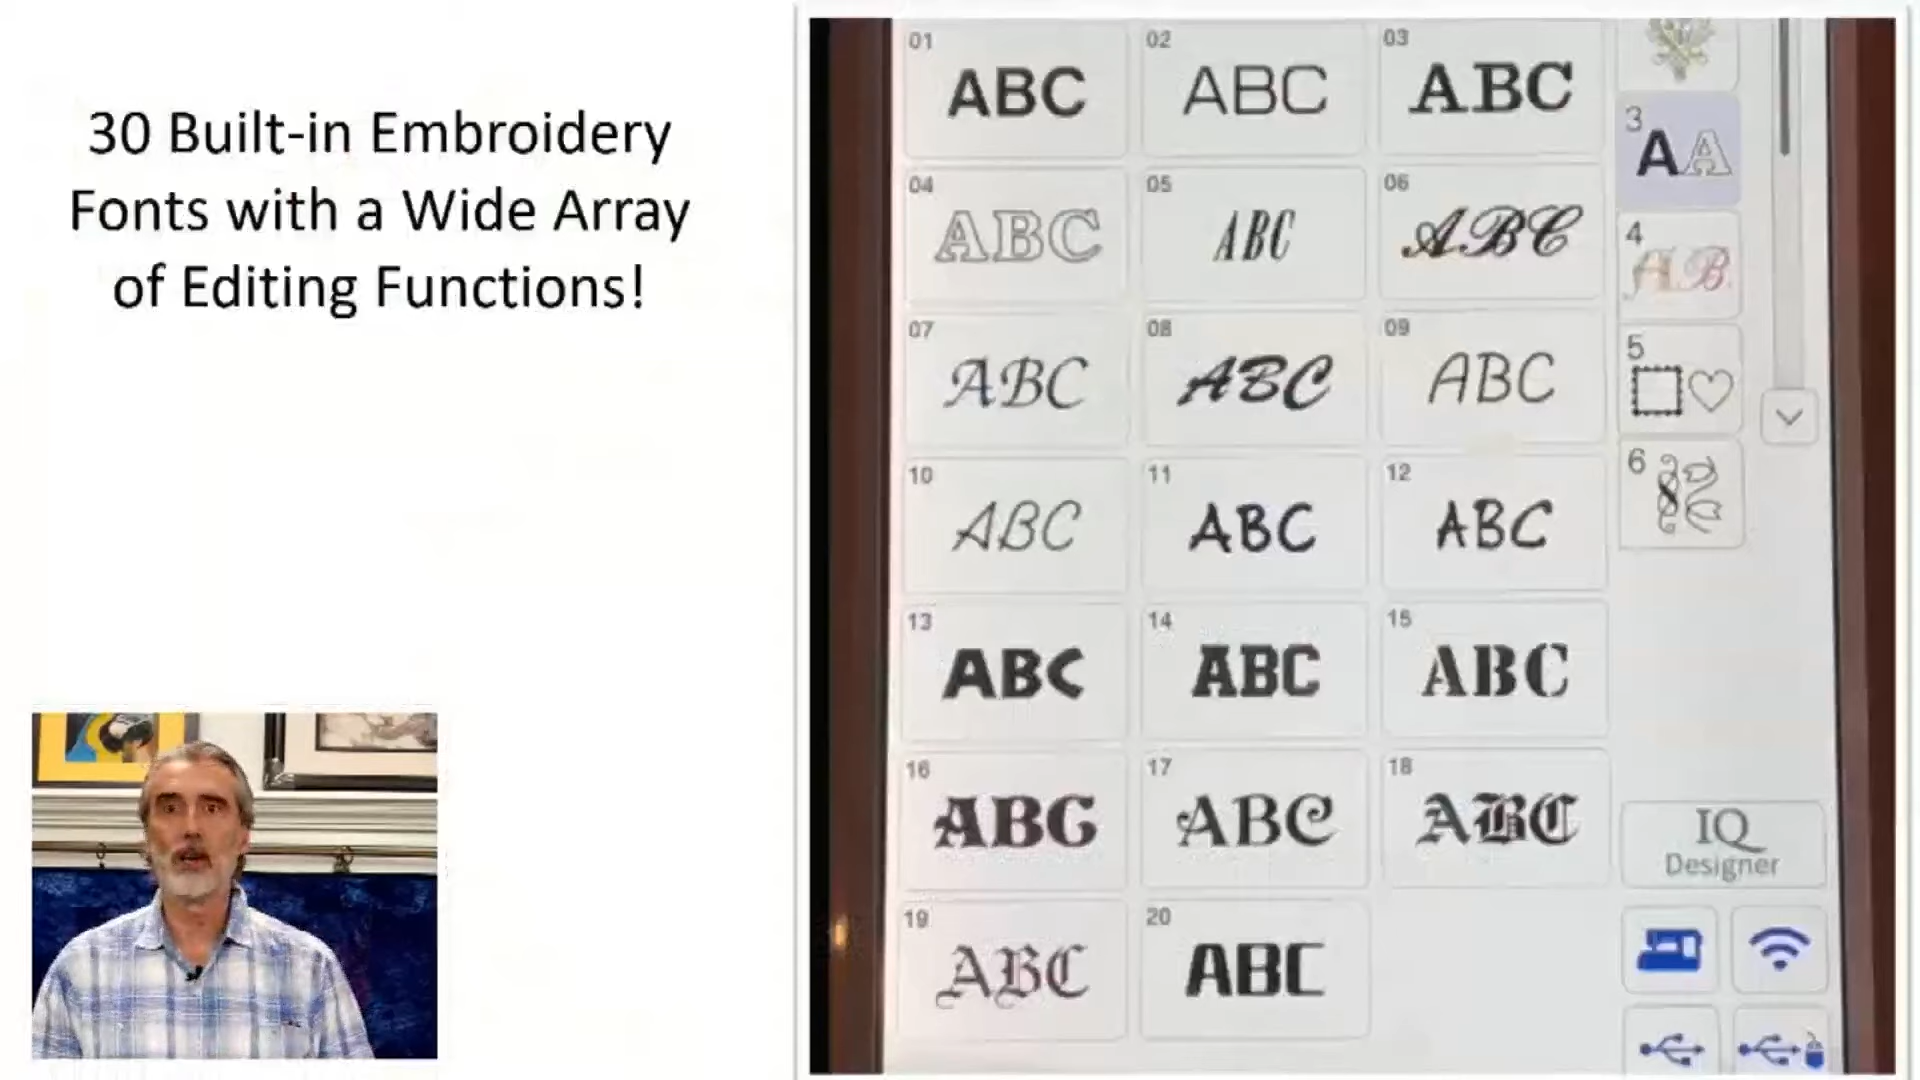 30 Built-in Embroidery
Fonts with a Wide Array
of Editing Functions!
01 02 03
ABC ABC ABC
04 05 06
ABC ABC ABC
07 08 09
ABC ABC ABC
10 11 12
ABC ABC ABC
13 14 15
ABC ABC ABC
16 17 18
ABC ABC ABC
19 20
ABC ABC
3
AA
4
AB
5
6
IQ
Designer